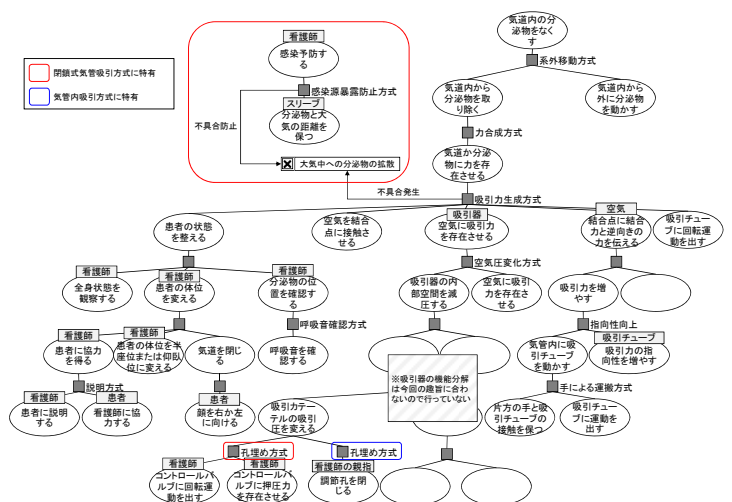 気道内の分
泌物をなく
す
系外移動方式
気道内から
分泌物を取
り除く
気道内から
外に分泌物
を動かす
力合成方式
気道か分泌
物に力を存
在させる
吸引力生成方式
閉鎖式気管吸引方式に特有
気管内吸引方式に特有
看護師
感染予防す
る
感染源暴露防止方式
スリーブ
分泌物と大
気の距離を
保つ
不具合防止
大気中への分泌物の拡散
不具合発生
患者の状態
を整える
空気を結合
点に接触さ
せる
吸引器
空気に吸引力
を存在させる
空気
結合点に結合
力と逆向きの
力を伝える
吸引チューブ
に回転運
動を出す
看護師
全身状態を
観察する
看護師
患者の体位
を変える
看護師
分泌物の位
置を確認す
る
空気圧変化方式
吸引器の内
部空間を減
圧する
空気に吸引
力を存在さ
せる
吸引力を増
やす
呼吸音確認方式
呼吸音を確
認する
指向性向上
気管内に吸
引チューブ
を動かす
吸引チューブ
吸引力の指
向性を増やす
看護師
患者に協力
を得る
看護師
患者の体位を半
座位または仰臥
位に変える
気道を閉じ
る
説明方式
看護師
患者に説明
する
患者
看護師に協
力する
患者
顔を右か左
に向ける
※吸引器の機能分解
は今回の趣旨に合わ
ないので行っていない
手による運搬方式
片方の手と吸
引チューブの
接触を保つ
吸引チュー
ブに運動を
出す
吸引カテー
テルの吸引
圧を変える
孔埋め方式
孔埋め方式
看護師
コントロールバ
ルブに回転運
動を出す
看護師
コントロールバ
ルブに押圧力
を存在させる
看護師の親指
調節孔を閉
じる